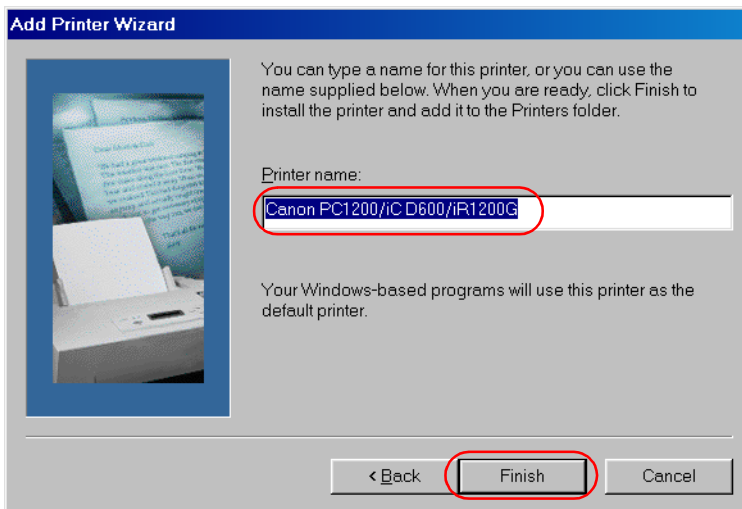 Add Printer Wizard
You can type a name for this printer, or you can use the
name supplied below. When you are ready, click Finish to
install the printer and add it to the Printers folder.
Printer name:
Canon PC1200/iC D600/iR1200G
Your Windows-based programs will use this printer as the
default printer.
< Back
Finish
Cancel